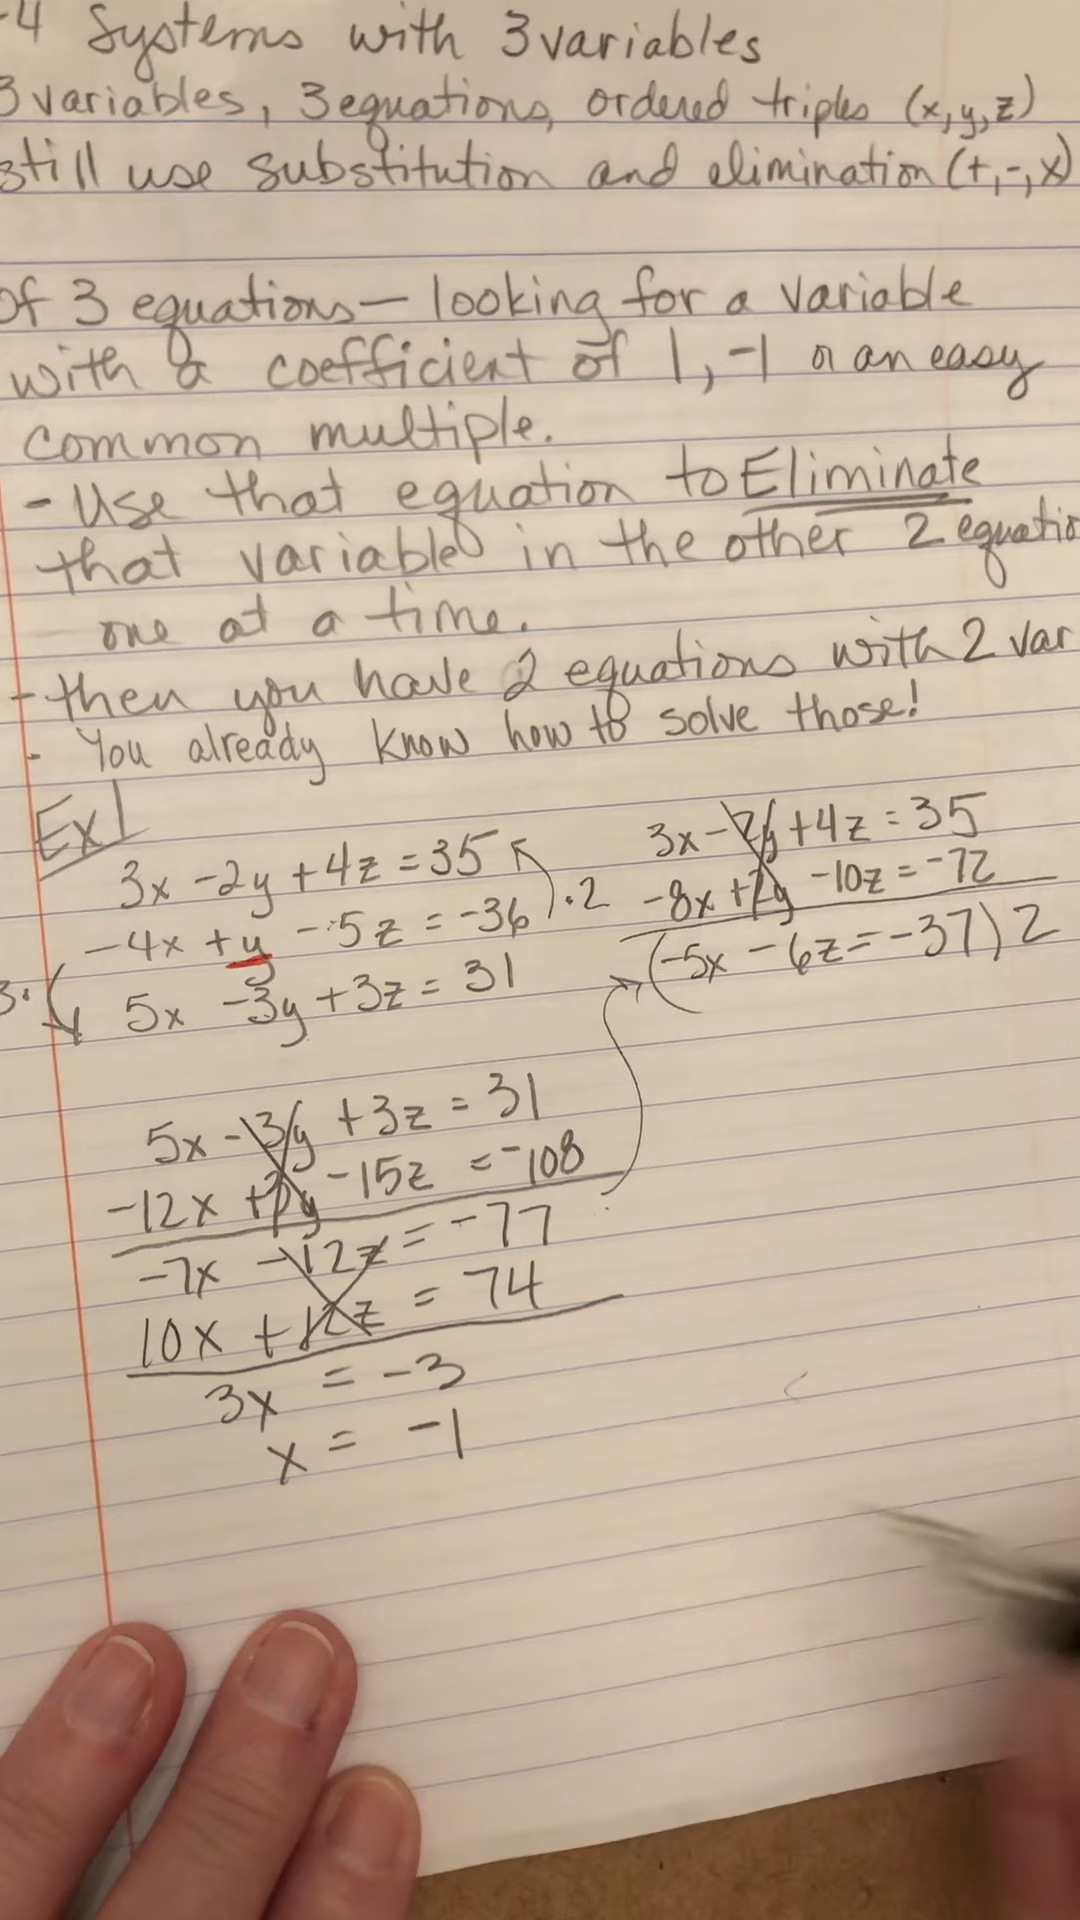 -4 Systems with 3 variables
3 variables, 3 equations, ordered triples (x,y,z)
still use substitution and elimination (+,-,x)
Of 3 equations — looking for a variable
with a coefficient of 1, -1 or an easy
common multiple.
- Use that equation to Eliminate
that variable in the other 2 equatio
one at a time.
- then you have 2 equations with 2 var
- You already know how to solve those!
Ex 1
3x - 2y + 4z = 35
-4x + y - 5z = -36 ·2
3· 5x - 3y + 3z = 31
3x - 2y + 4z = 35
-8x + 2y - 10z = -72
(-5x - 6z = -37) 2
5x - 3y + 3z = 31
-12x + 3y - 15z = -108
-7x - 12z = -77
10x + 12z = 74
3x = -3
x = -1